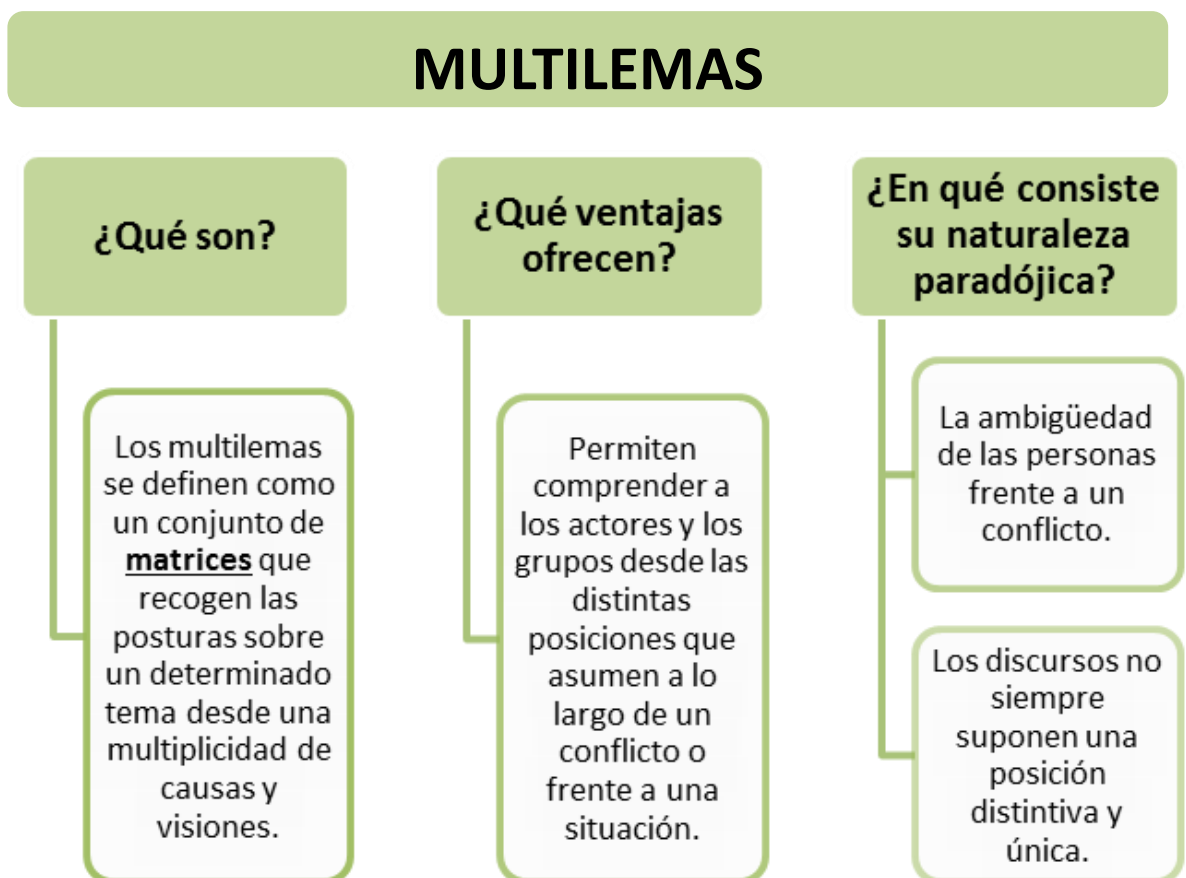 MULTILEMAS
¿Qué son?
Los multilemas
se definen como
un conjunto de
matrices que
recogen las
posturas sobre
un determinado
tema desde una
multiplicidad de
causas y
visiones.
¿Qué ventajas
ofrecen?
Permiten
comprender a
los actores y los
grupos desde las
distintas
posiciones que
asumen a lo
largo de un
conflicto o
frente a una
situación.
¿En qué consiste
su naturaleza
paradójica?
La ambigüedad
de las personas
frente a un
conflicto.
Los discursos no
siempre
suponen una
posición
distintiva y
única.